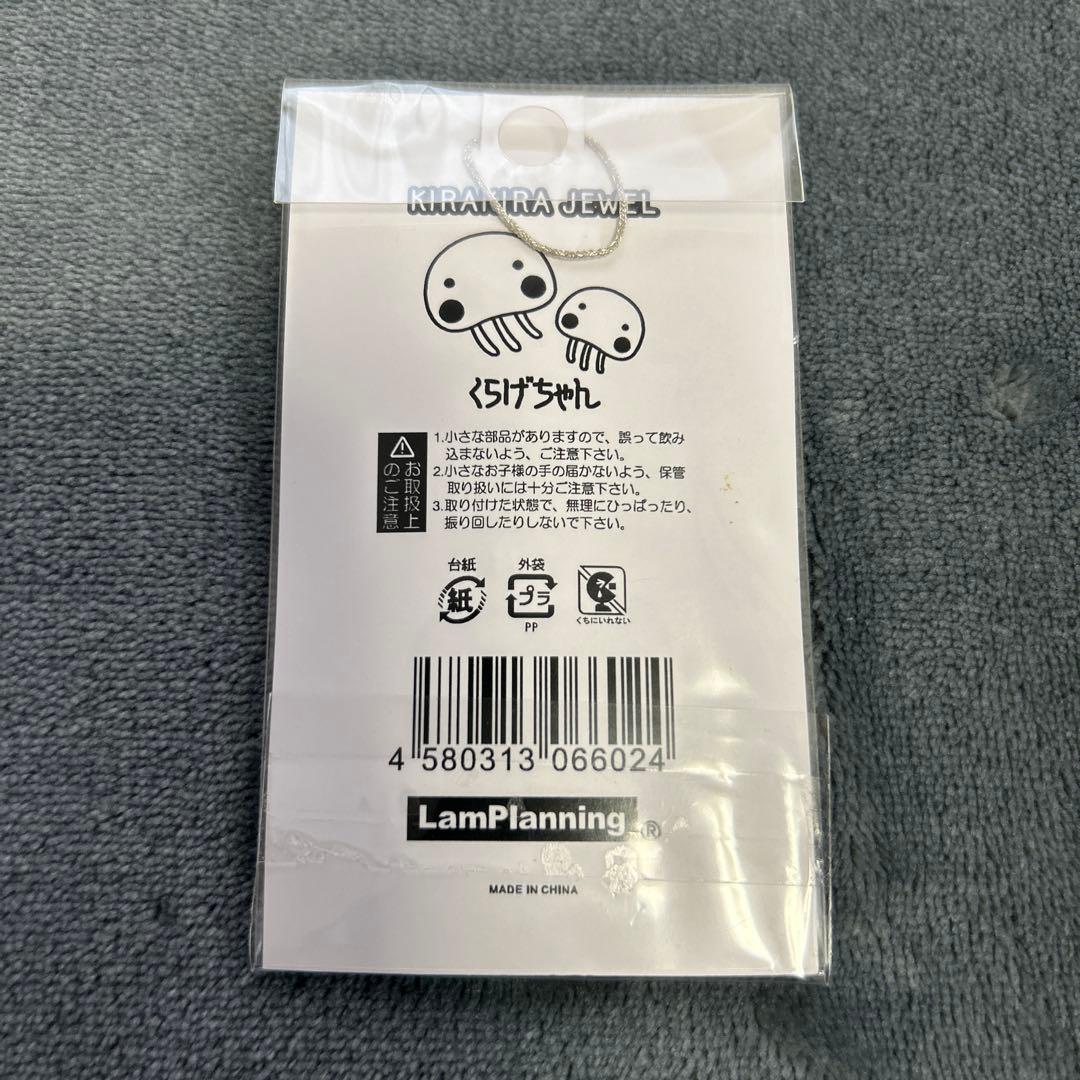 KIRAKIRA JEWEL
くらげちゃん
お取扱上
のご注意
1.小さな部品がありますので、誤って飲み
込まないよう、ご注意下さい。
2.小さなお子様の手の届かないよう、保管
取り扱いには十分ご注意下さい。
3.取り付けた状態で、無理にひっぱったり、
振り回したりしないで下さい。
台紙
紙
外袋
プラ
PP
くちにいれない
4 580313 066024
LamPlanning ®
MADE IN CHINA